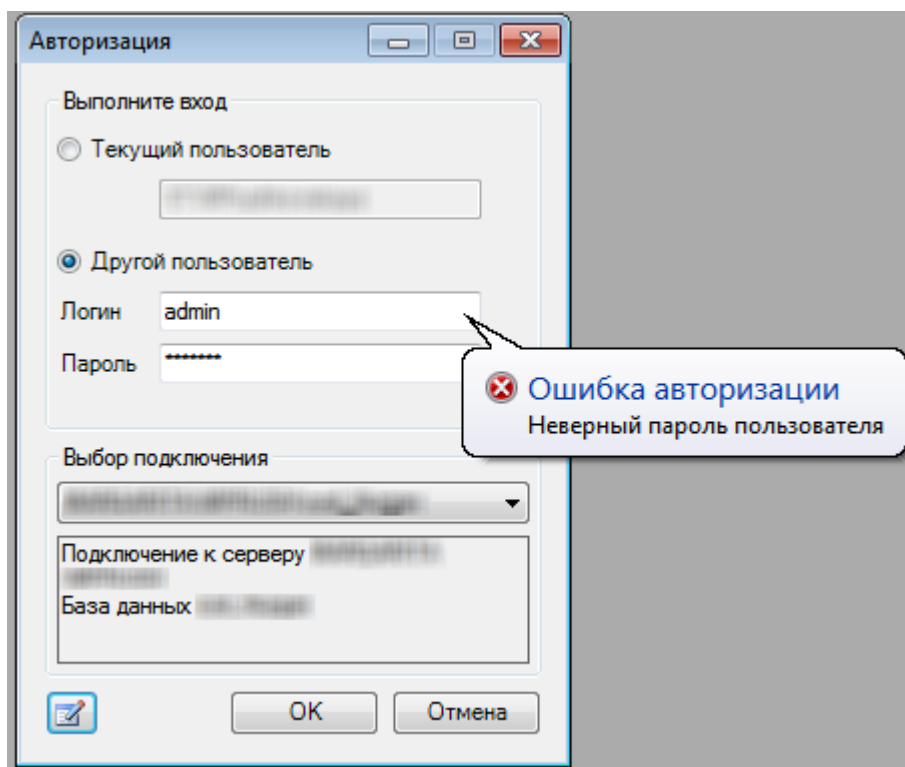 Авторизация
Выполните вход
Текущий пользователь
Другой пользователь
Логин admin
Пароль *******
Ошибка авторизации
Неверный пароль пользователя
Выбор подключения
Подключение к серверу
База данных
OK Отмена